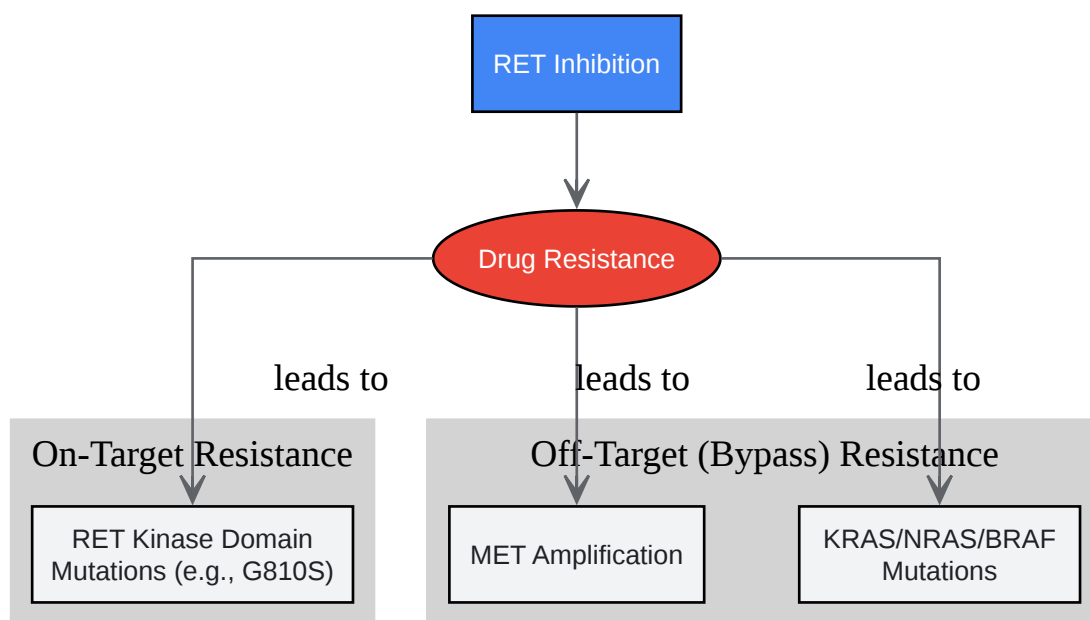 RET Inhibition
Drug Resistance
leads to
leads to
leads to
On-Target Resistance
Off-Target (Bypass) Resistance
RET Kinase Domain
Mutations (e.g., G810S)
MET Amplification
KRAS/NRAS/BRAF
Mutations